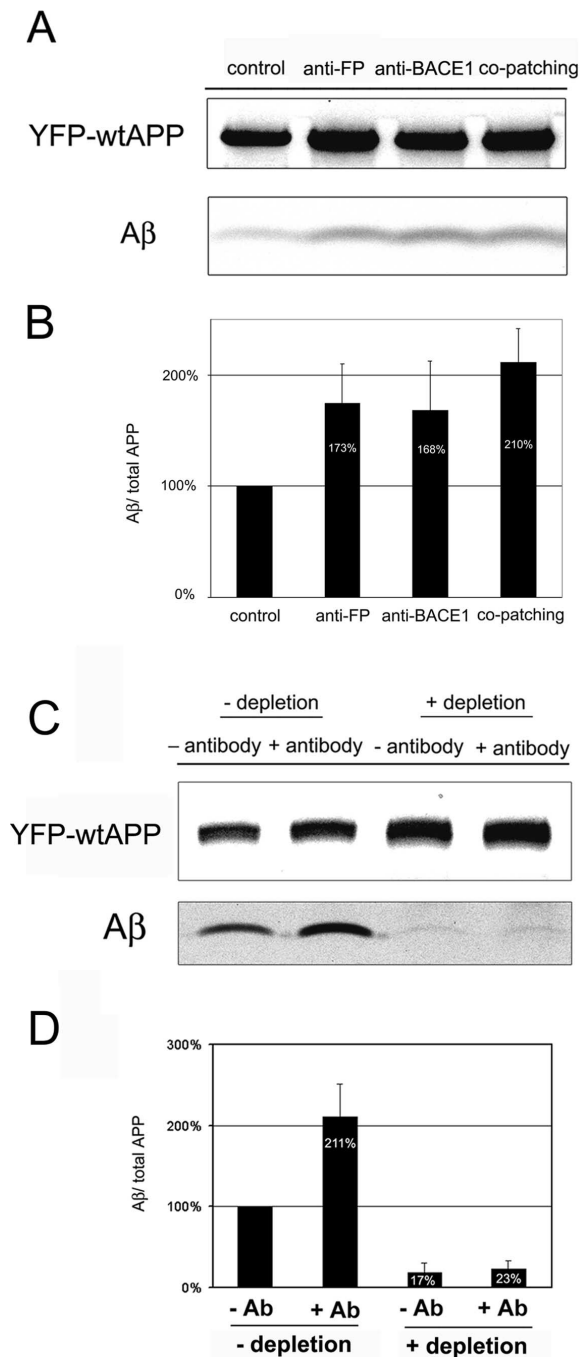 A
control anti-FP anti-BACE1 co-patching
YFP-wtAPP
Aβ
B
Aβ/ total APP
200%
100%
0%
173%
168%
210%
control anti-FP anti-BACE1 co-patching
C
- depletion + depletion
– antibody + antibody - antibody + antibody
YFP-wtAPP
Aβ
D
Aβ/ total APP
300%
200%
100%
0%
211%
17%
23%
- Ab + Ab - Ab + Ab
- depletion + depletion